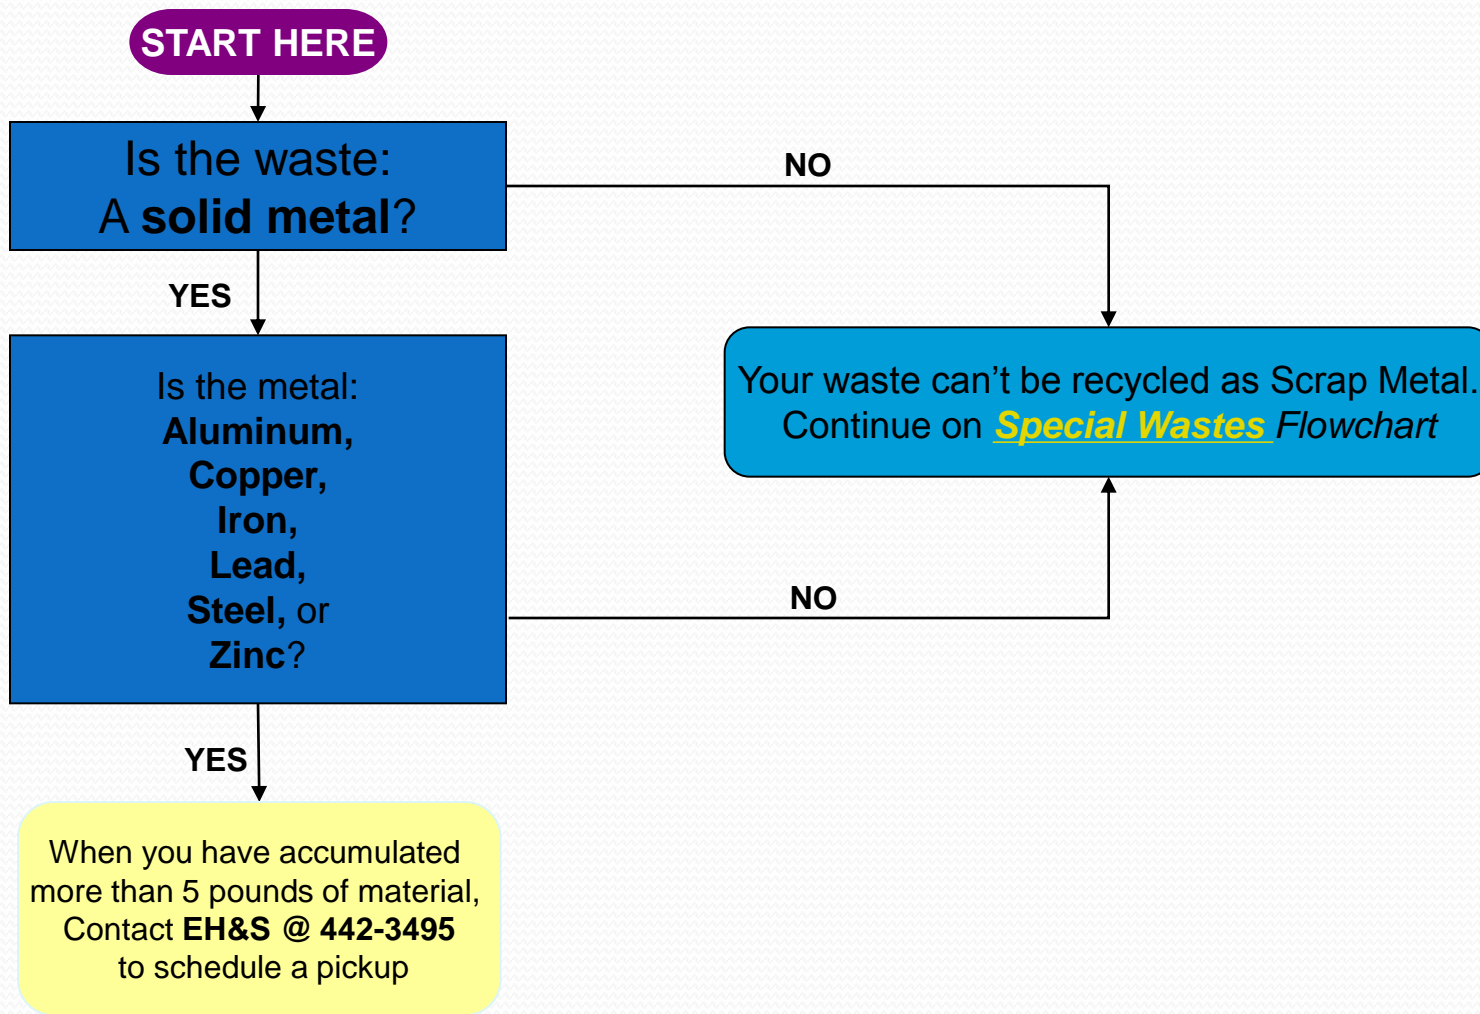 START HERE
Is the waste:
A solid metal?
NO
YES
Is the metal:
Aluminum,
Copper,
Iron,
Lead,
Steel, or
Zinc?
Your waste can’t be recycled as Scrap Metal.
Continue on Special Wastes Flowchart
NO
YES
When you have accumulated
more than 5 pounds of material,
Contact EH&S @ 442-3495
to schedule a pickup